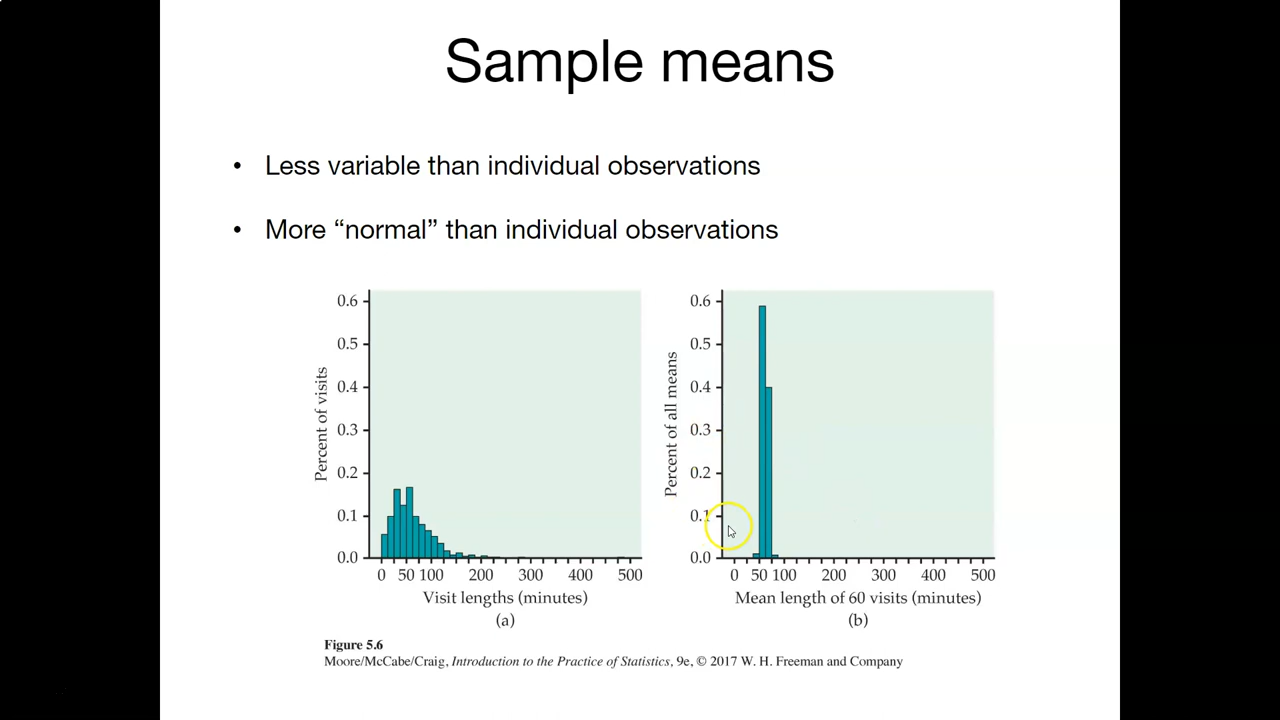 Sample means
• Less variable than individual observations
• More “normal” than individual observations
Percent of visits
0.6
0.5
0.4
0.3
0.2
0.1
0.0
0 50 100 200 300 400 500
Visit lengths (minutes)
(a)
Percent of all means
0.6
0.5
0.4
0.3
0.2
0.1
0.0
0 50 100 200 300 400 500
Mean length of 60 visits (minutes)
(b)
Figure 5.6
Moore/McCabe/Craig, Introduction to the Practice of Statistics, 9e, © 2017 W. H. Freeman and Company